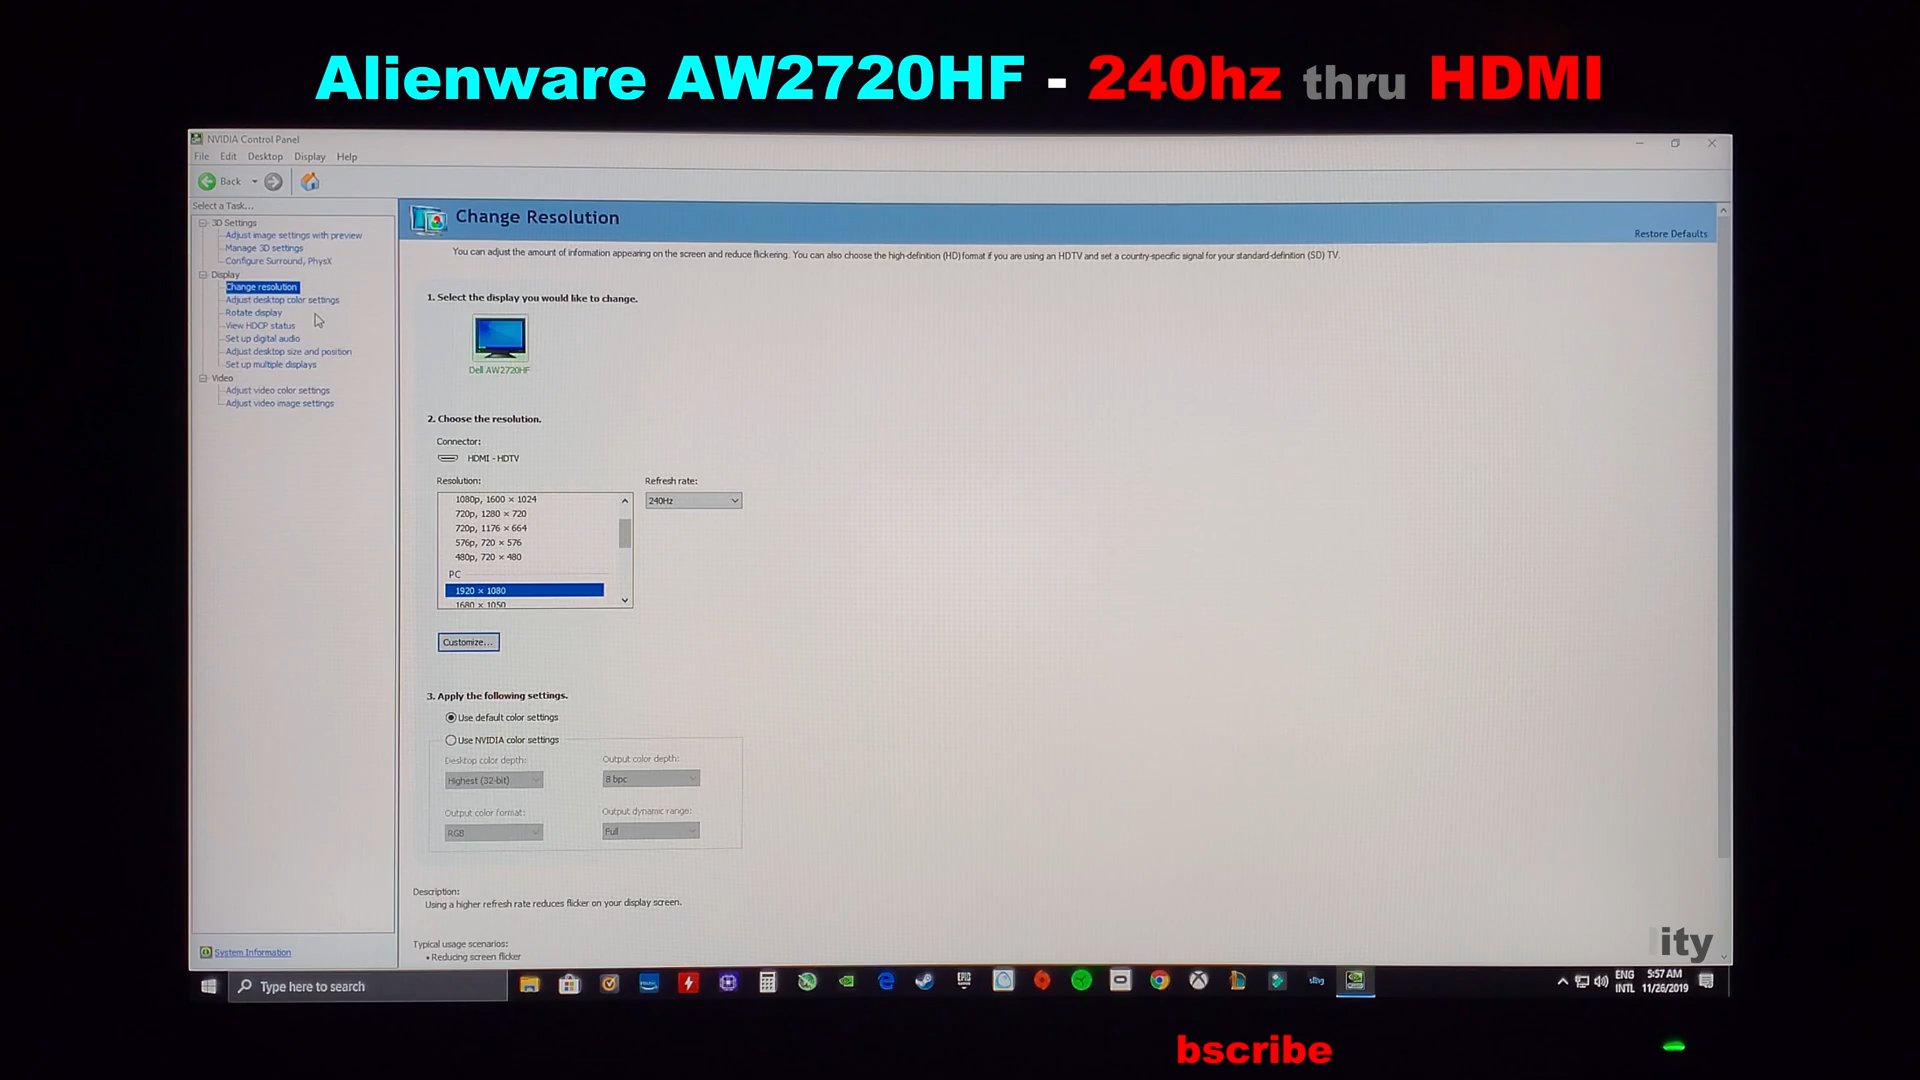 Alienware AW2720HF - 240hz thru HDMI
NVIDIA Control Panel
File Edit Desktop Display Help
Back
Select a Task...
3D Settings
Adjust image settings with preview
Manage 3D settings
Configure Surround, PhysX
Display
Change resolution
Adjust desktop color settings
Rotate display
View HDCP status
Set up digital audio
Adjust desktop size and position
Set up multiple displays
Video
Adjust video color settings
Adjust video image settings
System Information
Change Resolution
Restore Defaults
You can adjust the amount of information appearing on the screen and reduce flickering. You can also choose the high-definition (HD) format if you are using an HDTV and set a country-specific signal for your standard-definition (SD) TV.
1. Select the display you would like to change.
Dell AW2720HF
2. Choose the resolution.
Connector:
HDMI - HDTV
Resolution:
Refresh rate:
1080p, 1600 × 1024
240Hz
720p, 1280 × 720
720p, 1176 × 664
576p, 720 × 576
480p, 720 × 480
PC
1920 × 1080
1680 × 1050
Customize...
3. Apply the following settings.
Use default color settings
Use NVIDIA color settings
Desktop color depth:
Output color depth:
Highest (32-bit)
8 bpc
Output color format:
Output dynamic range:
RGB
Full
Description:
Using a higher refresh rate reduces flicker on your display screen.
Typical usage scenarios:
• Reducing screen flicker
lity
Type here to search
EPIC
sling
ENG
INTL
5:57 AM
11/26/2019
bscribe